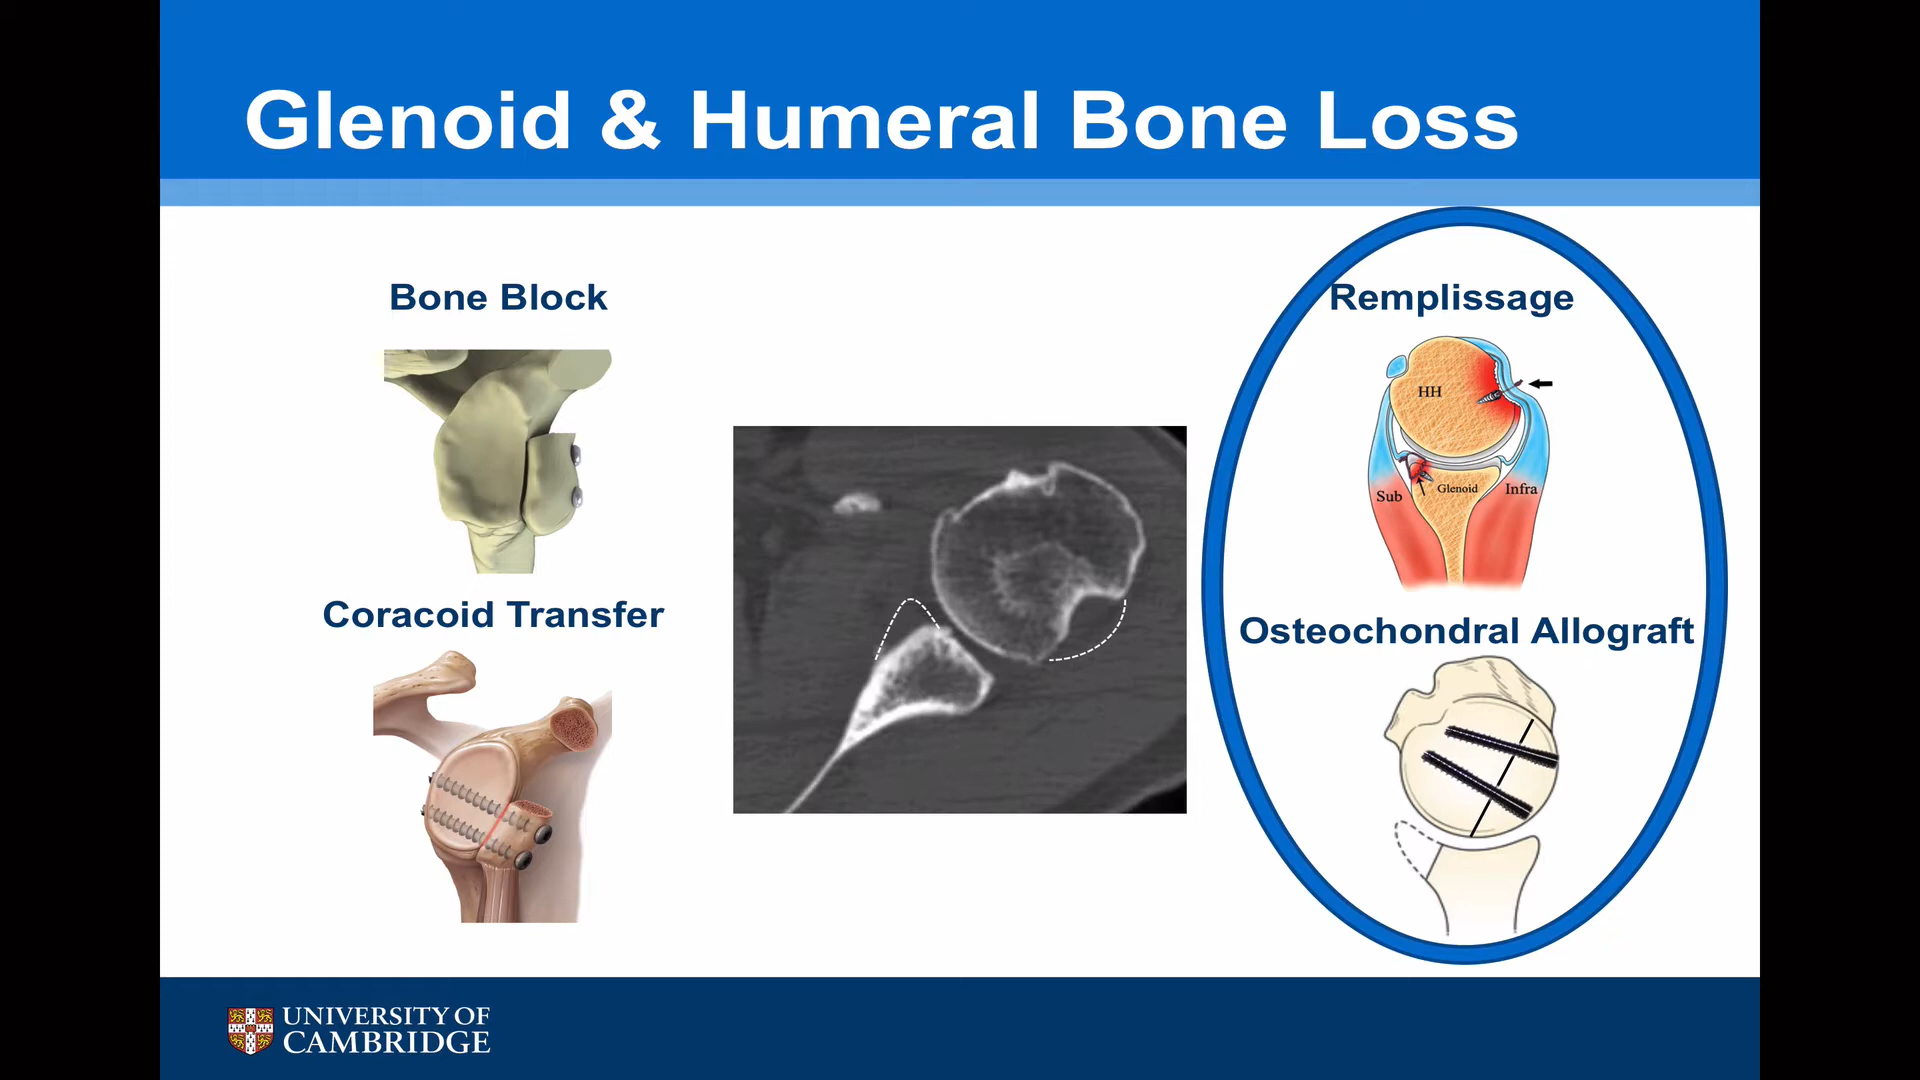 Glenoid & Humeral Bone Loss
Bone Block
Coracoid Transfer
Remplissage
HH
Sub
Glenoid
Infra
Osteochondral Allograft
UNIVERSITY OF
CAMBRIDGE